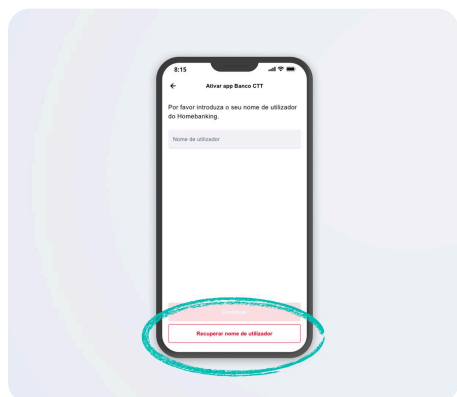 8:15
Ativar app Banco CTT
Por favor introduza o seu nome de utilizador
do Homebanking.
Nome de utilizador
Continuar
Recuperar nome de utilizador